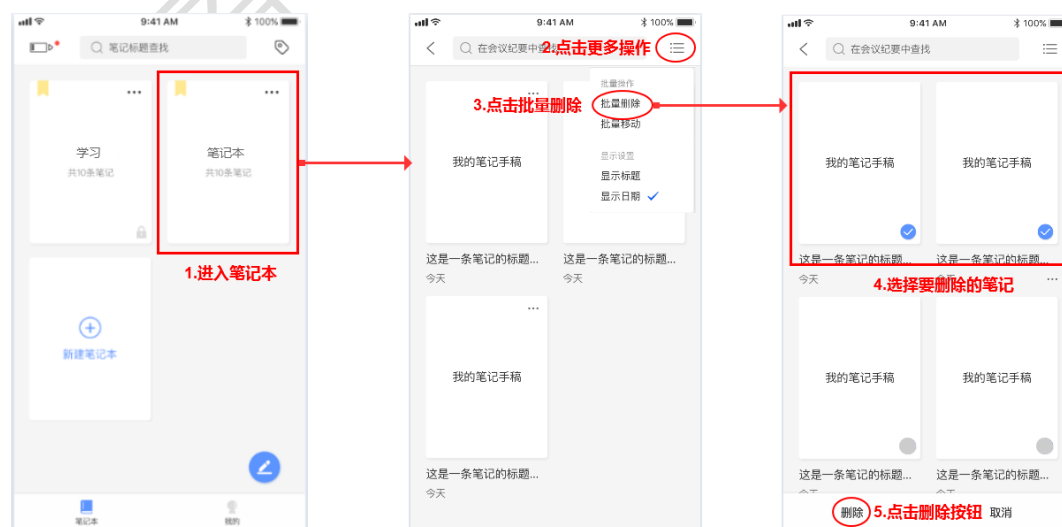 9:41 AM
100%
笔记标题查找
学习
共10条笔记
笔记本
共10条笔记
1.进入笔记本
新建笔记本
笔记本
我的
9:41 AM
100%
在会议纪要中查找
2.点击更多操作
批量操作
3.点击批量删除
批量删除
批量移动
显示设置
显示标题
显示日期
我的笔记手稿
这是一条笔记的标题...
这是一条笔记的标题...
今天
今天
我的笔记手稿
这是一条笔记的标题...
今天
9:41 AM
100%
在会议纪要中查找
我的笔记手稿
我的笔记手稿
这是一条笔记的标题...
这是一条笔记的标题...
今天
4.选择要删除的笔记
我的笔记手稿
我的笔记手稿
这是一条笔记的标题...
这是一条笔记的标题...
删除
5.点击删除按钮
取消